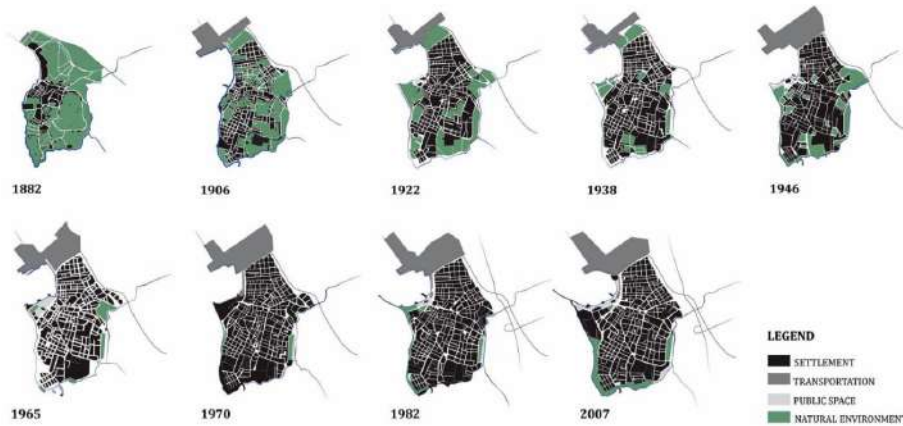 1882
1906
1922
1938
1946
1965
1970
1982
2007
LEGEND
SETTLEMENT
TRANSPORTATION
PUBLIC SPACE
NATURAL ENVIRONMENT